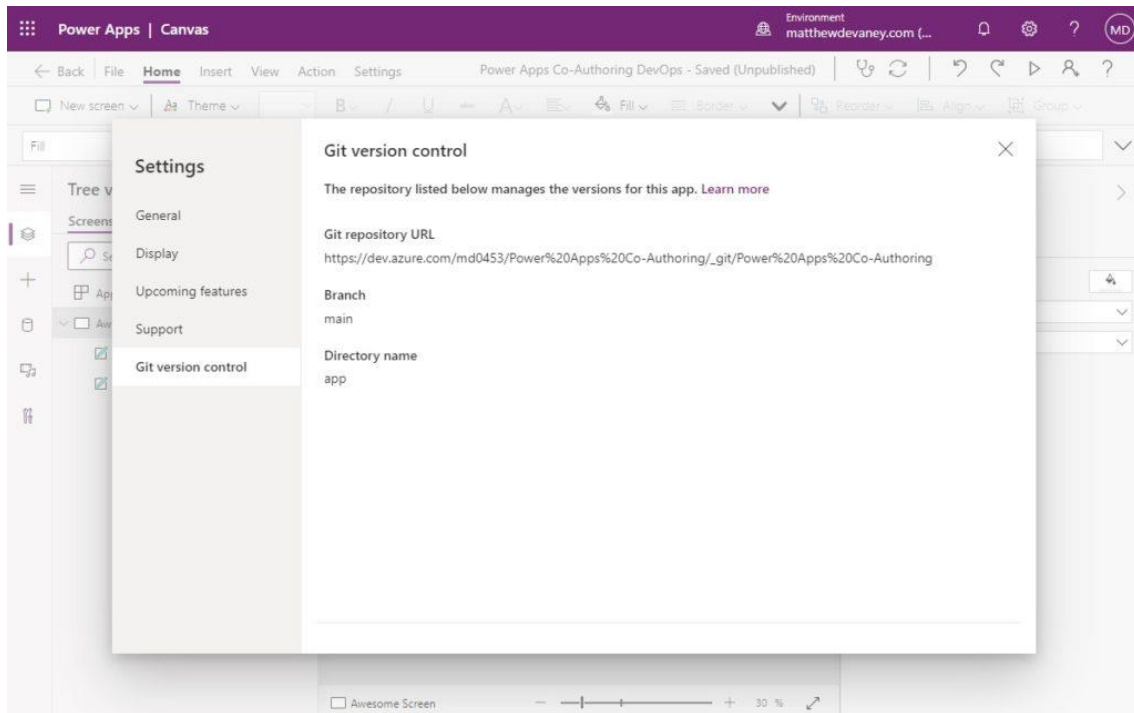 Power Apps | Canvas
Environment
matthewdevaney.com (...
?
MD
Back File Home Insert View Action Settings Power Apps Co-Authoring DevOps - Saved (Unpublished) ?
New screen Theme B / U A Fill Border Reorder Align Group
Fill
Settings
General
Display
Upcoming features
Support
Git version control
Git version control
The repository listed below manages the versions for this app. Learn more
Git repository URL
https://dev.azure.com/md0453/Power%20Apps%20Co-Authoring/_git/Power%20Apps%20Co-Authoring
Branch
main
Directory name
app
Tree v
Screens
Se
App
Aw
Awesome Screen — + 30 %